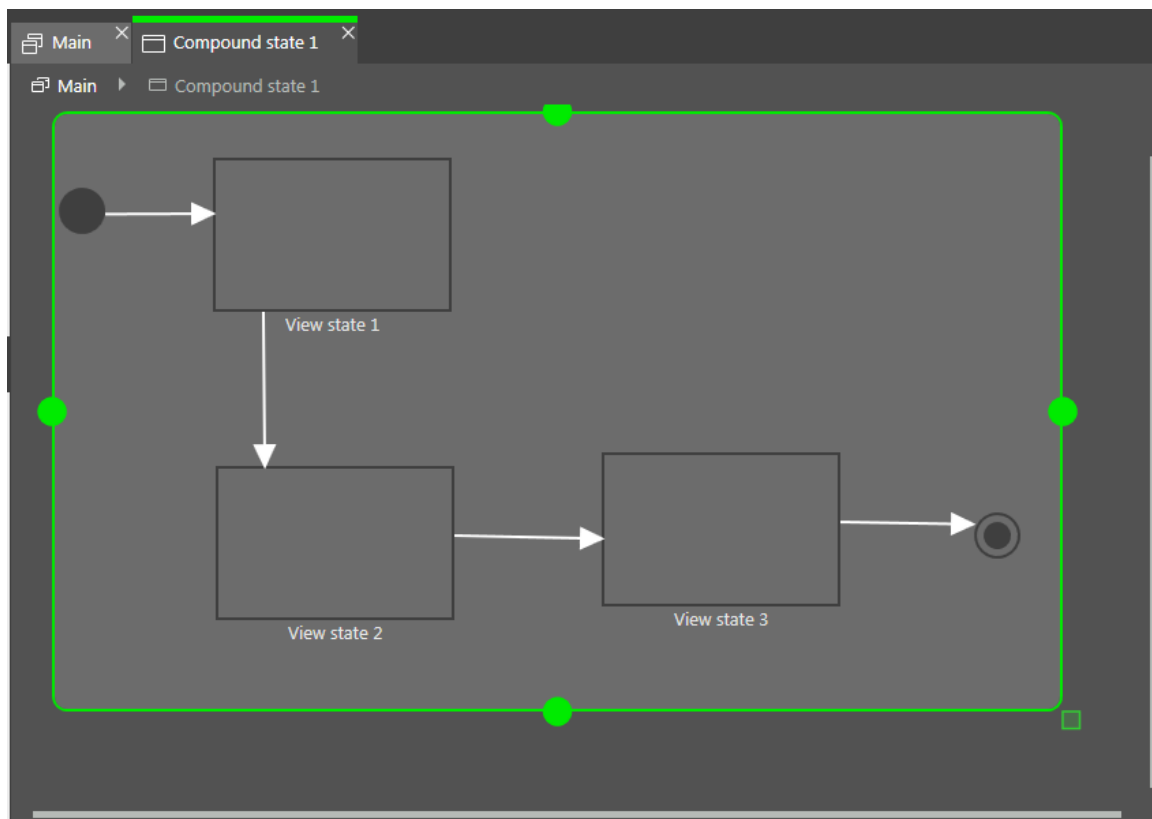 Main
Compound state 1
Main
Compound state 1
View state 1
View state 2
View state 3